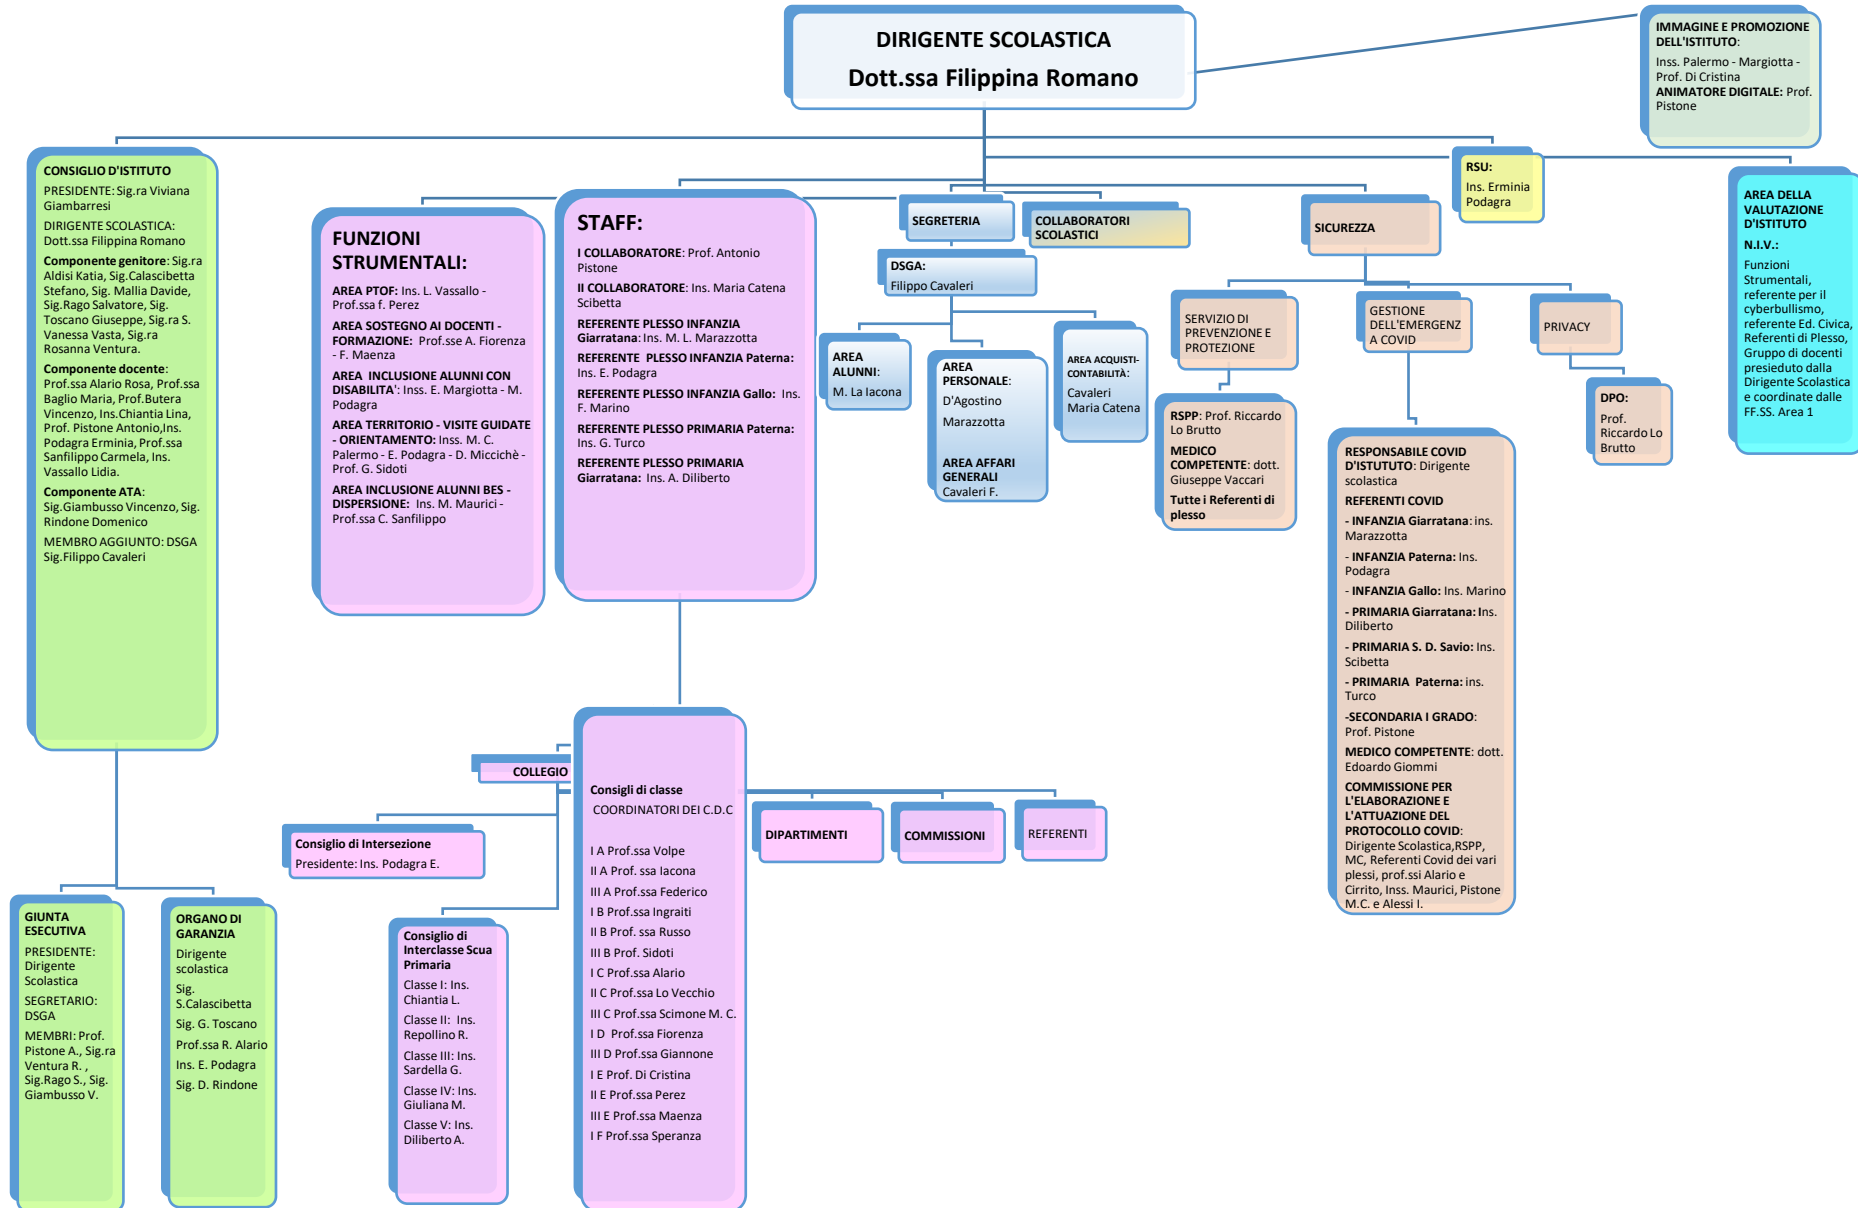 DIRIGENTE SCOLASTICA
Dott.ssa Filippina Romano
IMMAGINE E PROMOZIONE
DELL'ISTITUTO:
Inss. Palermo - Margiotta -
Prof. Di Cristina
ANIMATORE DIGITALE: Prof.
Pistone
CONSIGLIO D'ISTITUTO
PRESIDENTE: Sig.ra Viviana
Giambarresi
DIRIGENTE SCOLASTICA:
Dott.ssa Filippina Romano
Componente genitore: Sig.ra
Aldisi Katia, Sig.Calascibetta
Stefano, Sig. Mallia Davide,
Sig.Rago Salvatore, Sig.
Toscano Giuseppe, Sig.ra S.
Vanessa Vasta, Sig.ra
Rosanna Ventura.
Componente docente:
Prof.ssa Alario Rosa, Prof.ssa
Baglio Maria, Prof.Butera
Vincenzo, Ins.Chiantia Lina,
Prof. Pistone Antonio,Ins.
Podagra Erminia, Prof.ssa
Sanfilippo Carmela, Ins.
Vassallo Lidia.
Componente ATA:
Sig.Giambusso Vincenzo, Sig.
Rindone Domenico
MEMBRO AGGIUNTO: DSGA
Sig.Filippo Cavaleri
FUNZIONI
STRUMENTALI:
AREA PTOF: Ins. L. Vassallo -
Prof.ssa f. Perez
AREA SOSTEGNO AI DOCENTI -
FORMAZIONE: Prof.sse A. Fiorenza
- F. Maenza
AREA INCLUSIONE ALUNNI CON
DISABILITA': Inss. E. Margiotta - M.
Podagra
AREA TERRITORIO - VISITE GUIDATE
- ORIENTAMENTO: Inss. M. C.
Palermo - E. Podagra - D. Miccichè -
Prof. G. Sidoti
AREA INCLUSIONE ALUNNI BES -
DISPERSIONE: Ins. M. Maurici -
Prof.ssa C. Sanfilippo
STAFF:
I COLLABORATORE: Prof. Antonio
Pistone
II COLLABORATORE: Ins. Maria Catena
Scibetta
REFERENTE PLESSO INFANZIA
Giarratana: Ins. M. L. Marazzotta
REFERENTE PLESSO INFANZIA Paterna:
Ins. E. Podagra
REFERENTE PLESSO INFANZIA Gallo: Ins.
F. Marino
REFERENTE PLESSO PRIMARIA Paterna:
Ins. G. Turco
REFERENTE PLESSO PRIMARIA
Giarratana: Ins. A. Diliberto
SEGRETERIA
COLLABORATORI
SCOLASTICI
DSGA:
Filippo Cavaleri
AREA
ALUNNI:
M. La Iacona
AREA
PERSONALE:
D'Agostino
Marazzotta
AREA AFFARI
GENERALI
Cavaleri F.
AREA ACQUISTI-
CONTABILITÀ:
Cavaleri
Maria Catena
SICUREZZA
SERVIZIO DI
PREVENZIONE E
PROTEZIONE
GESTIONE
DELL'EMERGENZ
A COVID
PRIVACY
RSPP: Prof. Riccardo
Lo Brutto
MEDICO
COMPETENTE: dott.
Giuseppe Vaccari
Tutte i Referenti di
plesso
RESPONSABILE COVID
D'ISTUTUTO: Dirigente
scolastica
REFERENTI COVID
- INFANZIA Giarratana: ins.
Marazzotta
- INFANZIA Paterna: Ins.
Podagra
- INFANZIA Gallo: Ins. Marino
- PRIMARIA Giarratana: Ins.
Diliberto
- PRIMARIA S. D. Savio: Ins.
Scibetta
- PRIMARIA Paterna: ins.
Turco
-SECONDARIA I GRADO:
Prof. Pistone
MEDICO COMPETENTE: dott.
Edoardo Giommi
COMMISSIONE PER
L'ELABORAZIONE E
L'ATTUAZIONE DEL
PROTOCOLLO COVID:
Dirigente Scolastica,RSPP,
MC, Referenti Covid dei vari
plessi, prof.ssi Alario e
Cirrito, Inss. Maurici, Pistone
M.C. e Alessi I.
DPO:
Prof.
Riccardo Lo
Brutto
RSU:
Ins. Erminia
Podagra
AREA DELLA
VALUTAZIONE
D'ISTITUTO
N.I.V.:
Funzioni
Strumentali,
referente per il
cyberbullismo,
referente Ed. Civica,
Referenti di Plesso,
Gruppo di docenti
presieduto dalla
Dirigente Scolastica
e coordinate dalle
FF.SS. Area 1
COLLEGIO
Consigli di classe
COORDINATORI DEI C.D.C
I A Prof.ssa Volpe
II A Prof. ssa Iacona
III A Prof.ssa Federico
I B Prof.ssa Ingraiti
II B Prof. ssa Russo
III B Prof. Sidoti
I C Prof.ssa Alario
II C Prof.ssa Lo Vecchio
III C Prof.ssa Scimone M. C.
I D Prof.ssa Fiorenza
III D Prof.ssa Giannone
I E Prof. Di Cristina
II E Prof.ssa Perez
III E Prof.ssa Maenza
I F Prof.ssa Speranza
DIPARTIMENTI
COMMISSIONI
REFERENTI
Consiglio di Intersezione
Presidente: Ins. Podagra E.
Consiglio di
Interclasse Scua
Primaria
Classe I: Ins.
Chiantia L.
Classe II: Ins.
Repollino R.
Classe III: Ins.
Sardella G.
Classe IV: Ins.
Giuliana M.
Classe V: Ins.
Diliberto A.
GIUNTA
ESECUTIVA
PRESIDENTE:
Dirigente
Scolastica
SEGRETARIO:
DSGA
MEMBRI: Prof.
Pistone A., Sig.ra
Ventura R. ,
Sig.Rago S., Sig.
Giambusso V.
ORGANO DI
GARANZIA
Dirigente
scolastica
Sig.
S.Calascibetta
Sig. G. Toscano
Prof.ssa R. Alario
Ins. E. Podagra
Sig. D. Rindone